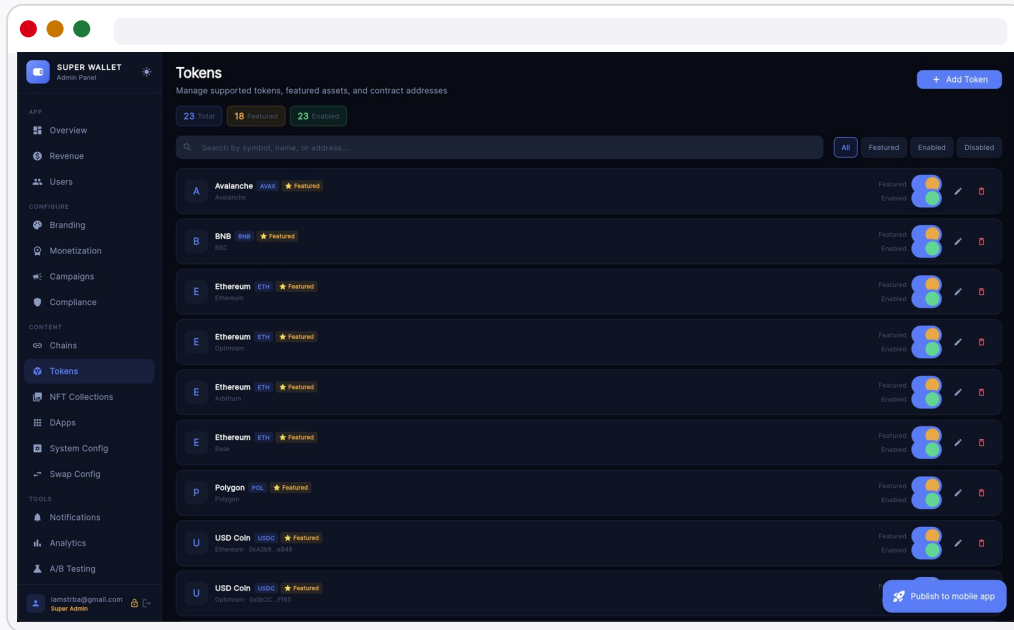 SUPER WALLET
Admin Panel
APP
Overview
Revenue
Users
CONFIGURE
Branding
Monetization
Campaigns
Compliance
CONTENT
Chains
Tokens
NFT Collections
DApps
System Config
Swap Config
TOOLS
Notifications
Analytics
A/B Testing
iamstrba@gmail.com
Super Admin
Tokens
Manage supported tokens, featured assets, and contract addresses
+ Add Token
23 Total 18 Featured 23 Enabled
Search by symbol, name, or address...
All Featured Enabled Disabled
A Avalanche AVAX Featured
Avalanche
Featured
Enabled
B BNB BNB Featured
BSC
Featured
Enabled
E Ethereum ETH Featured
Ethereum
Featured
Enabled
E Ethereum ETH Featured
Optimism
Featured
Enabled
E Ethereum ETH Featured
Arbitrum
Featured
Enabled
E Ethereum ETH Featured
Base
Featured
Enabled
P Polygon POL Featured
Polygon
Featured
Enabled
U USD Coin USDC Featured
Ethereum · 0xA0b8...eB48
Featured
Enabled
U USD Coin USDC Featured
Optimism · 0x0b2C...Ff85
Publish to mobile app